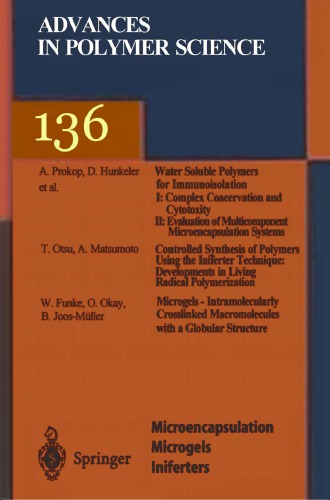 ADVANCES
IN POLYMER SCIENCE
136
A. Prokop, D. Hunkeler
et al.
Water Soluble Polymers
for Immunoisolation
I: Complex Coacervation and
Cytotoxity
II: Evaluation of Multicomponent
Microencapsulation Systems
T. Otsu, A. Matsumoto
Controlled Synthesis of Polymers
Using the Iniferter Technique:
Developments in Living
Radical Polymerization
W. Funke, O. Okay,
B. Joos-Müller
Microgels - Intramolecularly
Crosslinked Macromolecules
with a Globular Structure
Springer
Microencapsulation
Microgels
Iniferters